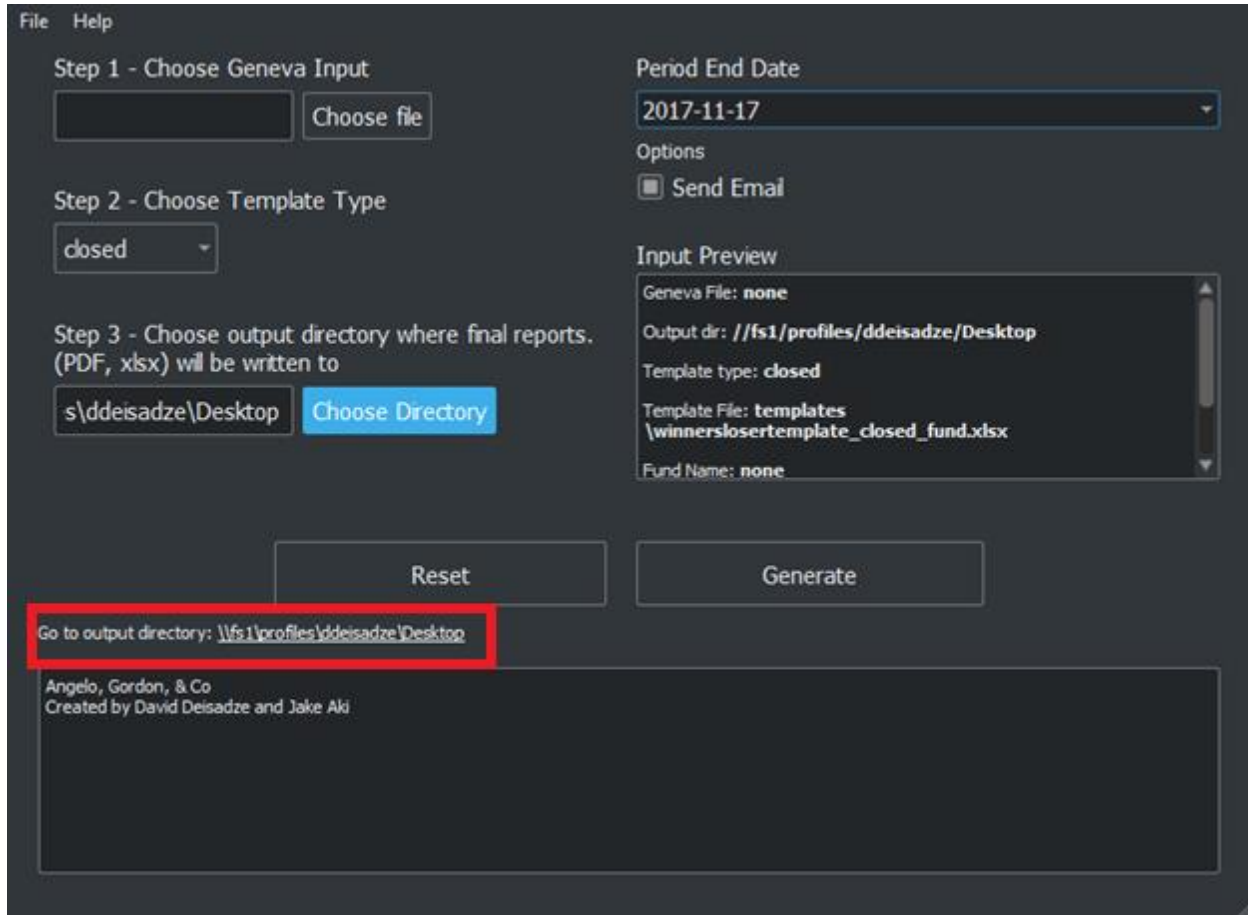 File Help
Step 1 - Choose Geneva Input
Choose file
Step 2 - Choose Template Type
closed
Step 3 - Choose output directory where final reports.
(PDF, xlsx) will be written to
s\ddeisadze\Desktop
Choose Directory
Period End Date
2017-11-17
Options
Send Email
Input Preview
Geneva File: none
Output dir: //fs1/profiles/ddeisadze/Desktop
Template type: closed
Template File: templates
\winnerslosertemplate_closed_fund.xlsx
Fund Name: none
Reset
Generate
Go to output directory: \\fs1\profiles\ddeisadze\Desktop
Angelo, Gordon, & Co
Created by David Deisadze and Jake Aki